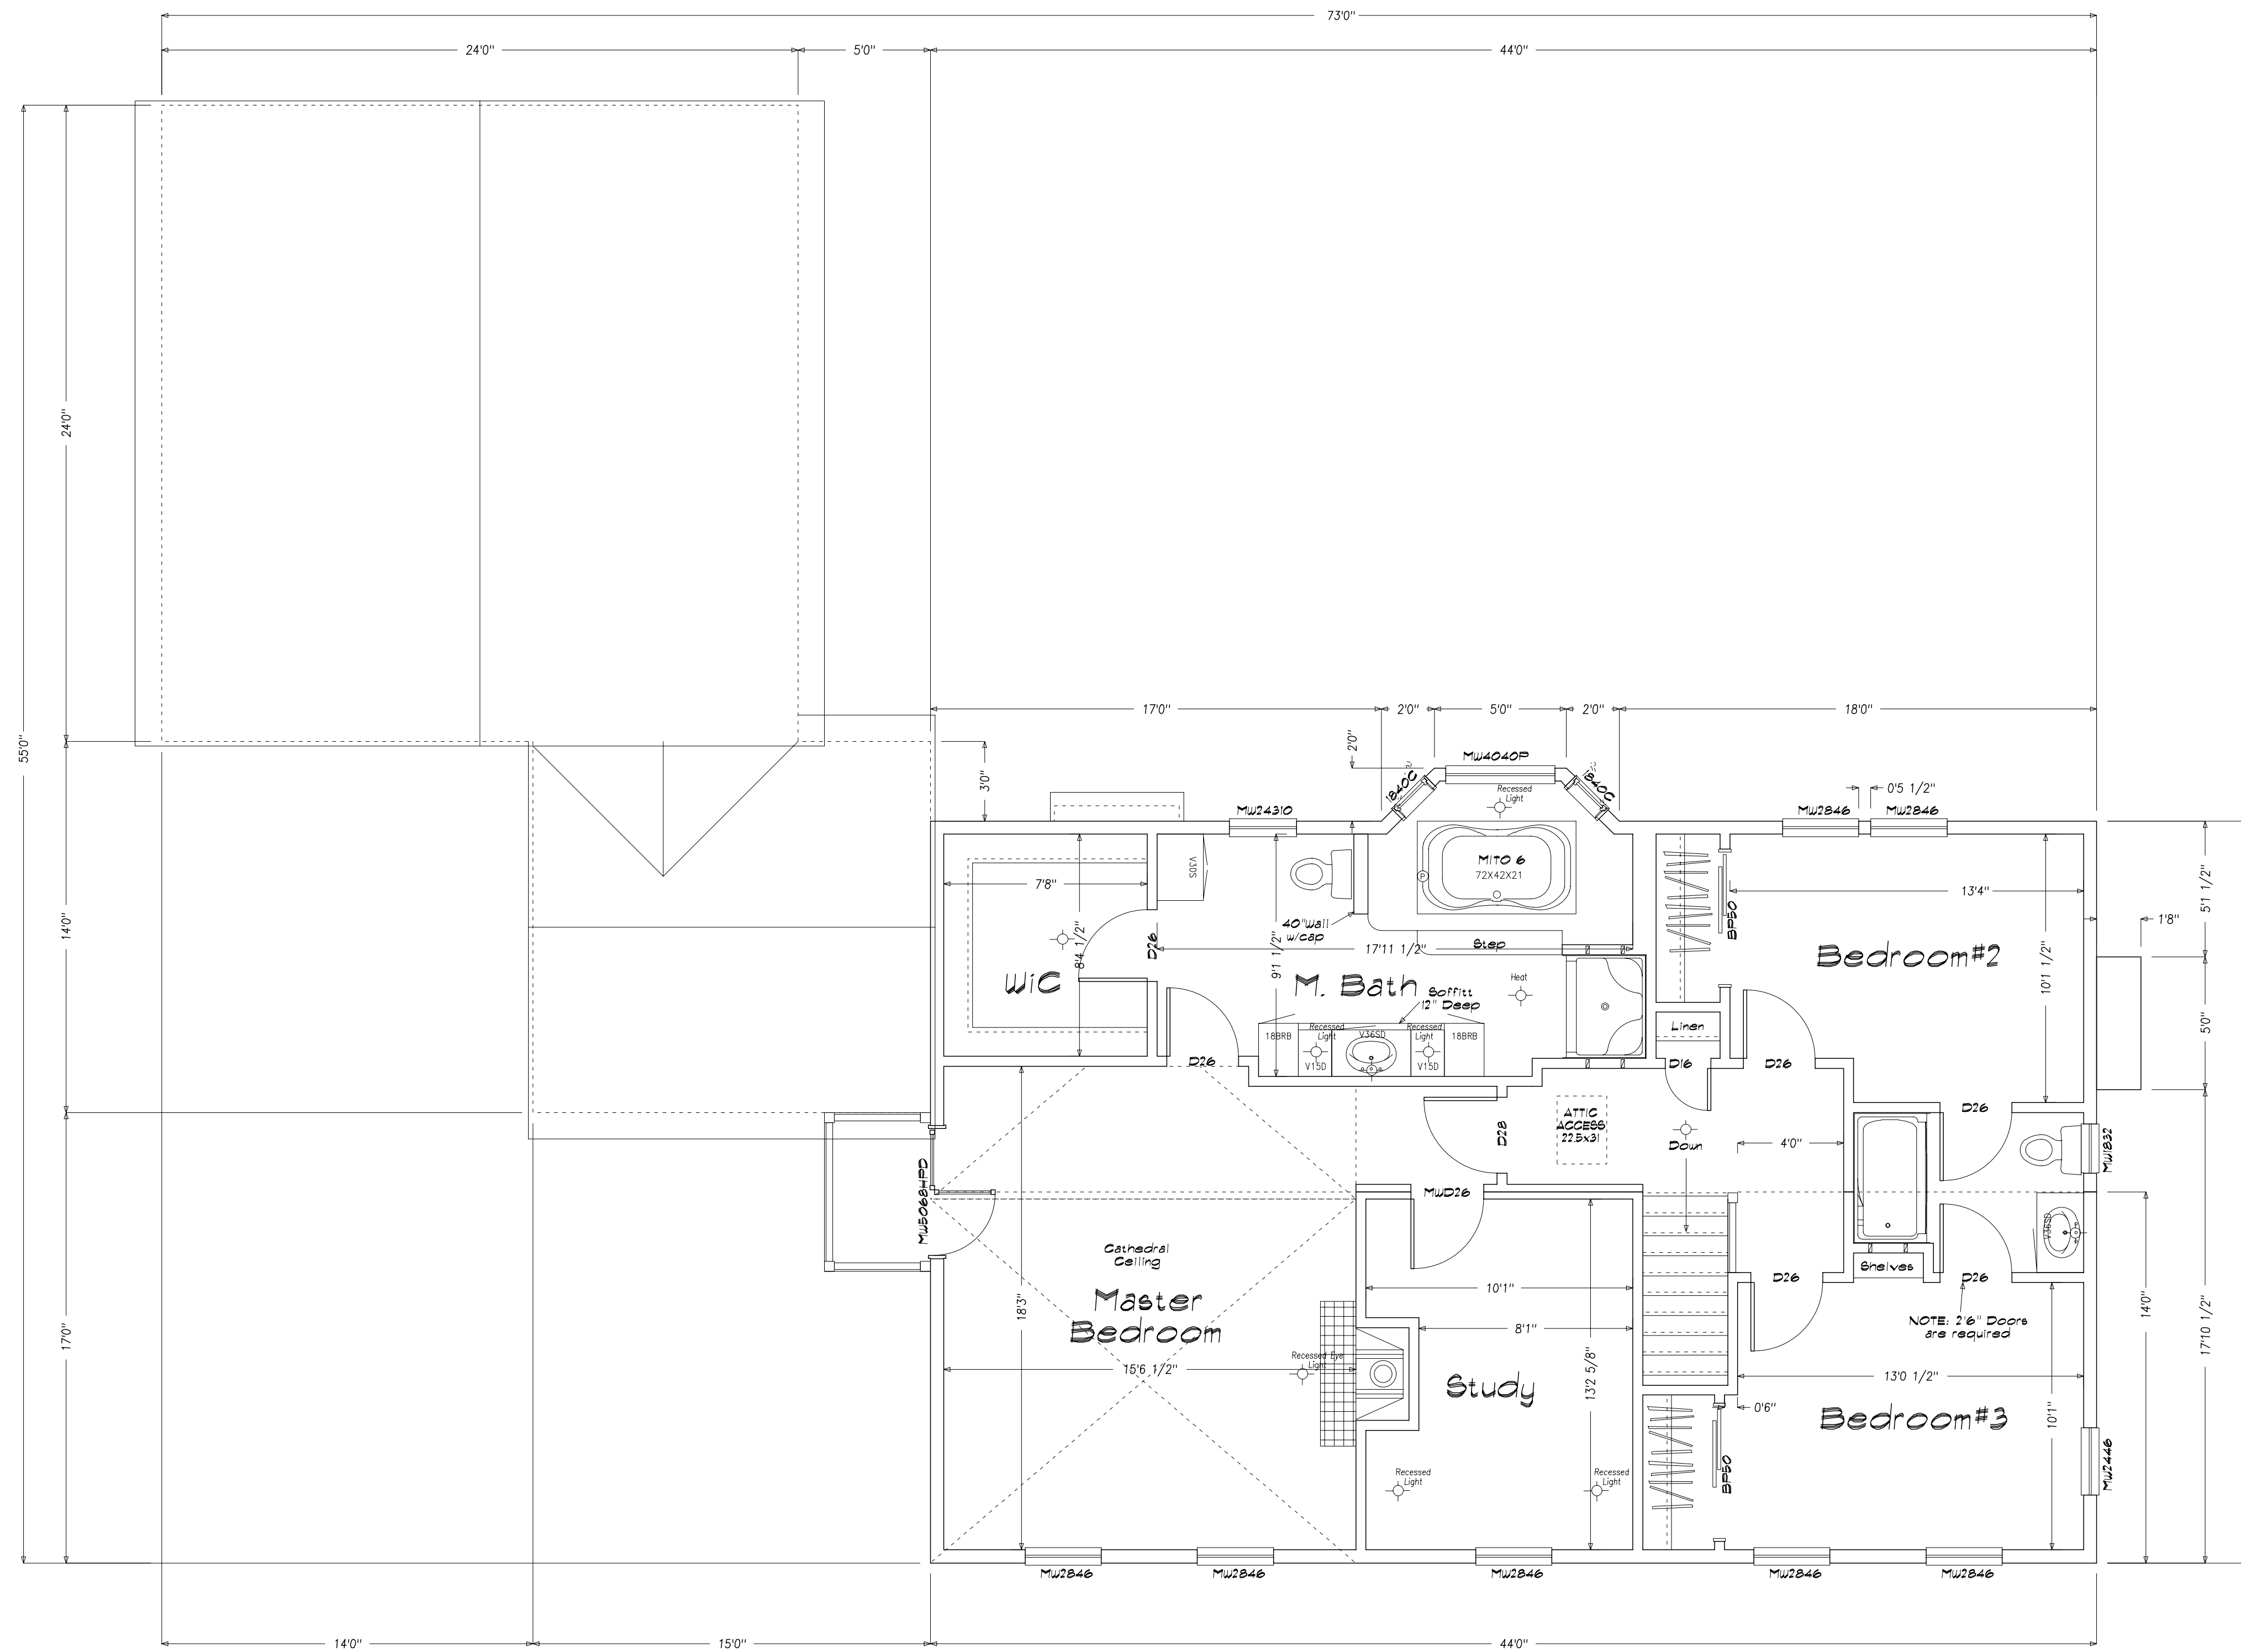 73'0"
24'0" 5'0" 44'0"
17'0" 2'0" 5'0" 2'0" 18'0"
55'0"
24'0"
14'0"
17'0"
3'0"
2'0"
MW4040P
1840C
1840C
Recessed
Light
MW24310
MW2846 MW2846
0'5 1/2"
V3DS
MITO 6
72X42X21
P
7'8"
13'4"
BP50
5'1 1/2"
1'8"
40"Wall
w/cap
D26
8'4 1/2"
9'1 1/2"
17'11 1/2"
Step
Bedroom#2
10'1 1/2"
WiC
M. Bath
Heat
Soffitt
12" Deep
5'0"
Linen
18BRB
Recessed
Light
V36SD
Recessed
Light
18BRB
V15D
V15D
D26
D16
D26
D26
D28
ATTIC
ACCESS
22.5x31
Down
4'0"
MW1832
MW5068HPD
MWD26
V36SD
Cathedral
Ceiling
Shelves
D26
D26
Master
Bedroom
18'3"
10'1"
8'1"
NOTE: 2'6" Doors
are required
14'0"
17'10 1/2"
Recessed Eye
Light
15'6 1/2"
13'2 5/8"
13'0 1/2"
Study
0'6"
Bedroom#3
10'1"
Recessed
Light
Recessed
Light
BP50
MW2446
MW2846 MW2846 MW2846 MW2846 MW2846
14'0" 15'0" 44'0"